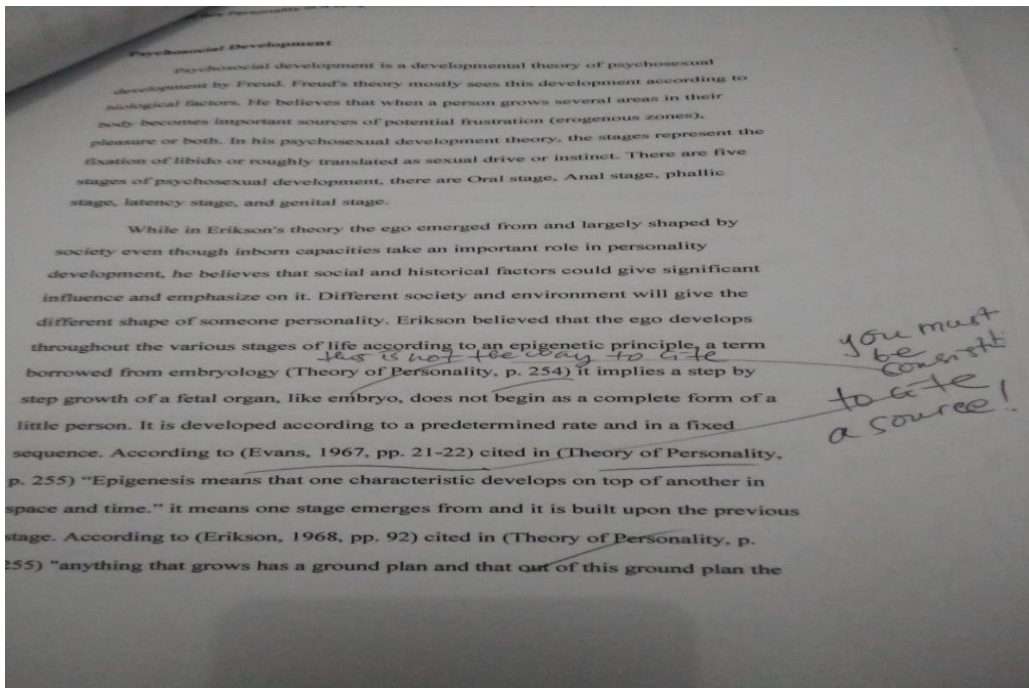 Psychosocial Development
Psychosocial development is a developmental theory of psychosexual
development by Freud. Freud's theory mostly sees this development according to
biological factors. He believes that when a person grows several areas in their
body becomes important sources of potential frustration (erogenous zones),
pleasure or both. In his psychosexual development theory, the stages represent the
fixation of libido or roughly translated as sexual drive or instinct. There are five
stages of psychosexual development, there are Oral stage, Anal stage, phallic
stage, latency stage, and genital stage.
While in Erikson's theory the ego emerged from and largely shaped by
society even though inborn capacities take an important role in personality
development, he believes that social and historical factors could give significant
influence and emphasize on it. Different society and environment will give the
different shape of someone personality. Erikson believed that the ego develops
throughout the various stages of life according to an epigenetic principle, a term
this is not the way to cite
borrowed from embryology (Theory of Personality, p. 254) it implies a step by
step growth of a fetal organ, like embryo, does not begin as a complete form of a
little person. It is developed according to a predetermined rate and in a fixed
sequence. According to (Evans, 1967, pp. 21-22) cited in (Theory of Personality,
p. 255) “Epigenesis means that one characteristic develops on top of another in
space and time.” it means one stage emerges from and it is built upon the previous
stage. According to (Erikson, 1968, pp. 92) cited in (Theory of Personality, p.
255) "anything that grows has a ground plan and that out of this ground plan the
you must
be
to cite
a source!